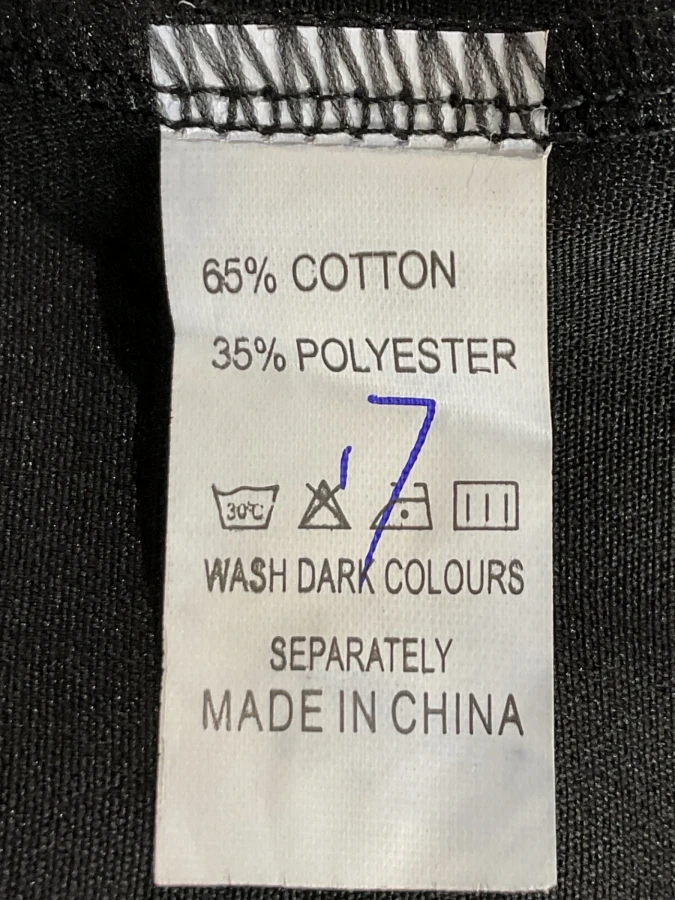 65% COTTON
35% POLYESTER
'7
30℃
WASH DARK COLOURS
SEPARATELY
MADE IN CHINA